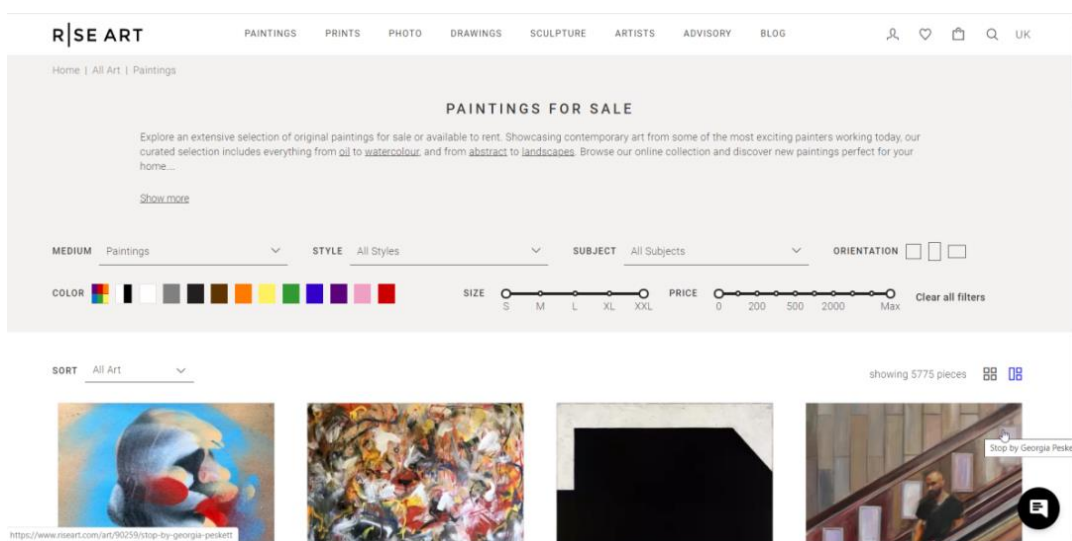 R|SE ART
PAINTINGS PRINTS PHOTO DRAWINGS SCULPTURE ARTISTS ADVISORY BLOG UK
Home | All Art | Paintings
PAINTINGS FOR SALE
Explore an extensive selection of original paintings for sale or available to rent. Showcasing contemporary art from some of the most exciting painters working today, our
curated selection includes everything from oil to watercolour, and from abstract to landscapes. Browse our online collection and discover new paintings perfect for your
home....
Show more
MEDIUM Paintings STYLE All Styles SUBJECT All Subjects ORIENTATION
COLOR SIZE S M L XL XXL PRICE 0 200 500 2000 Max Clear all filters
SORT All Art showing 5775 pieces
Stop by Georgia Peske
https://www.riseart.com/art/90259/stop-by-georgia-peskett